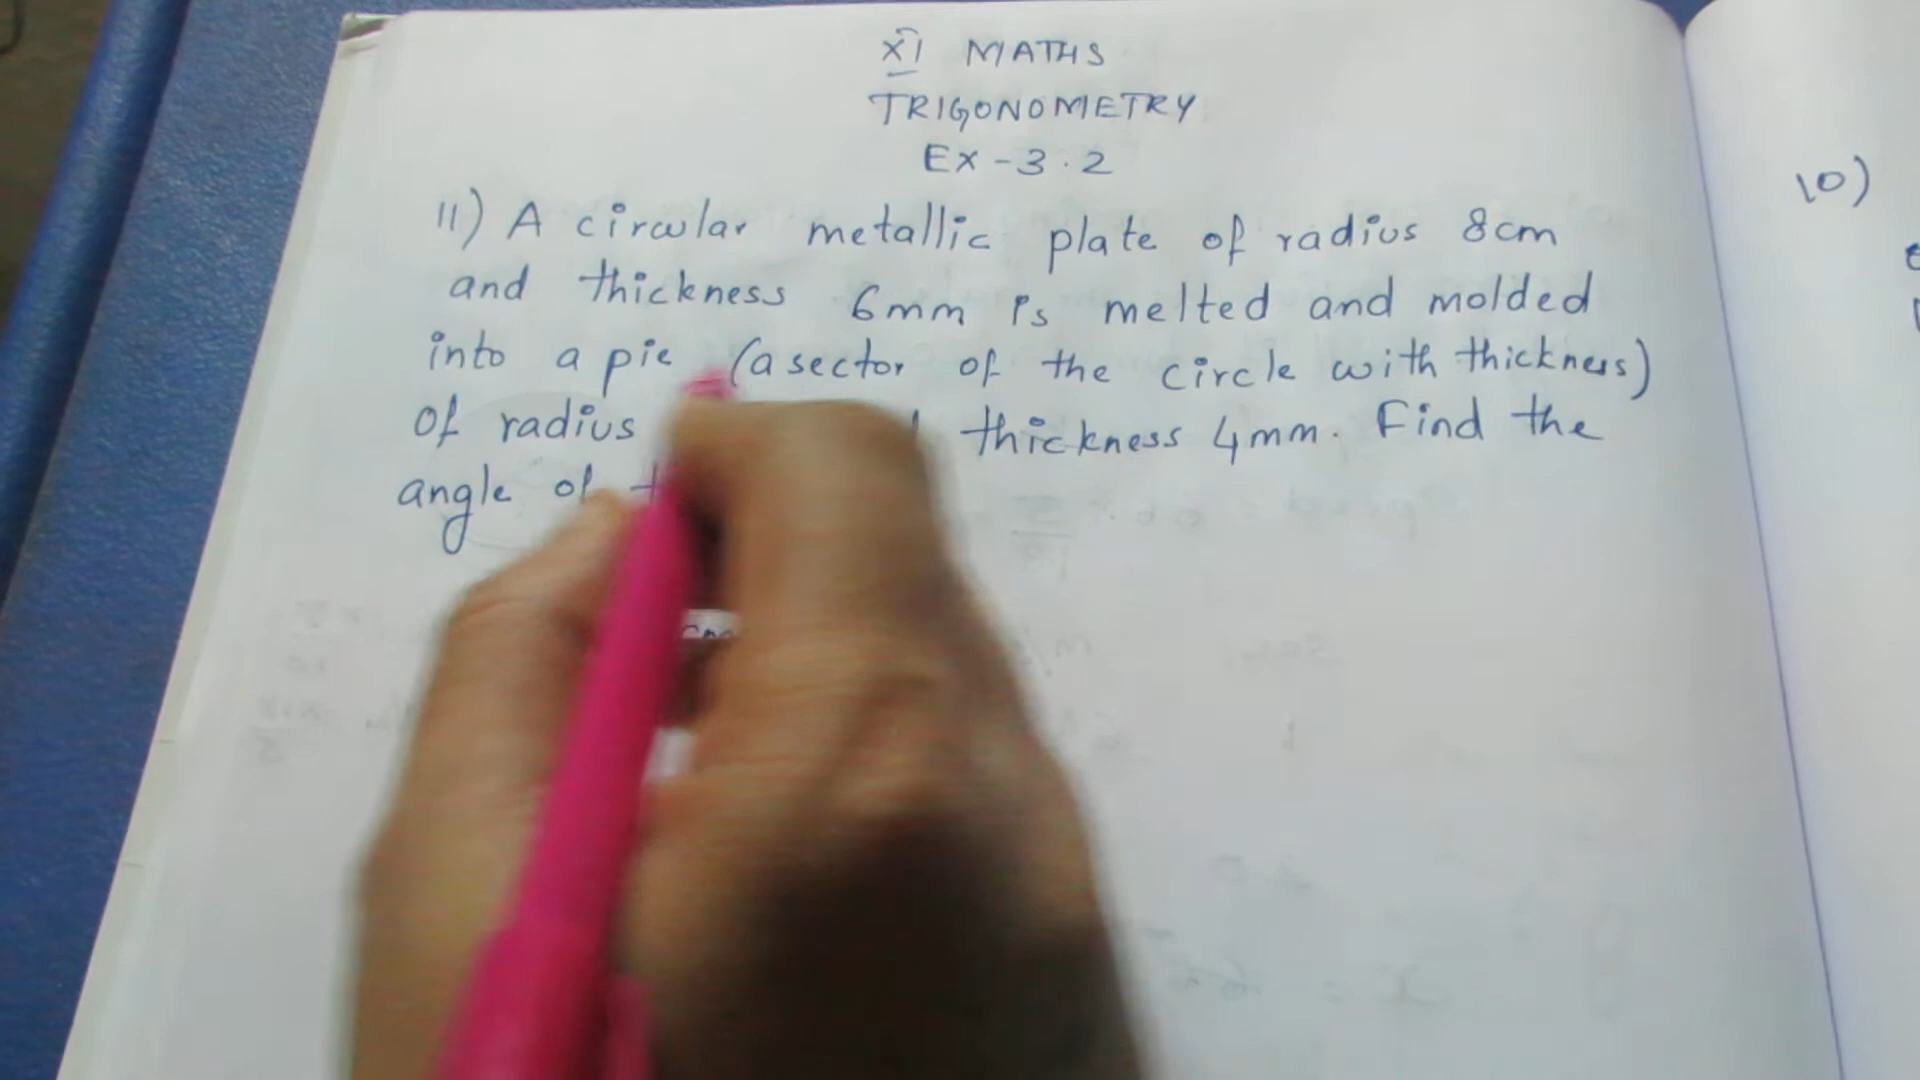 XI MATHS
TRIGONOMETRY
EX - 3.2
11) A circular metallic plate of radius 8cm
and thickness 6mm is melted and molded
into a pie (a sector of the circle with thickness)
of radius thickness 4mm. Find the
angle of
10)